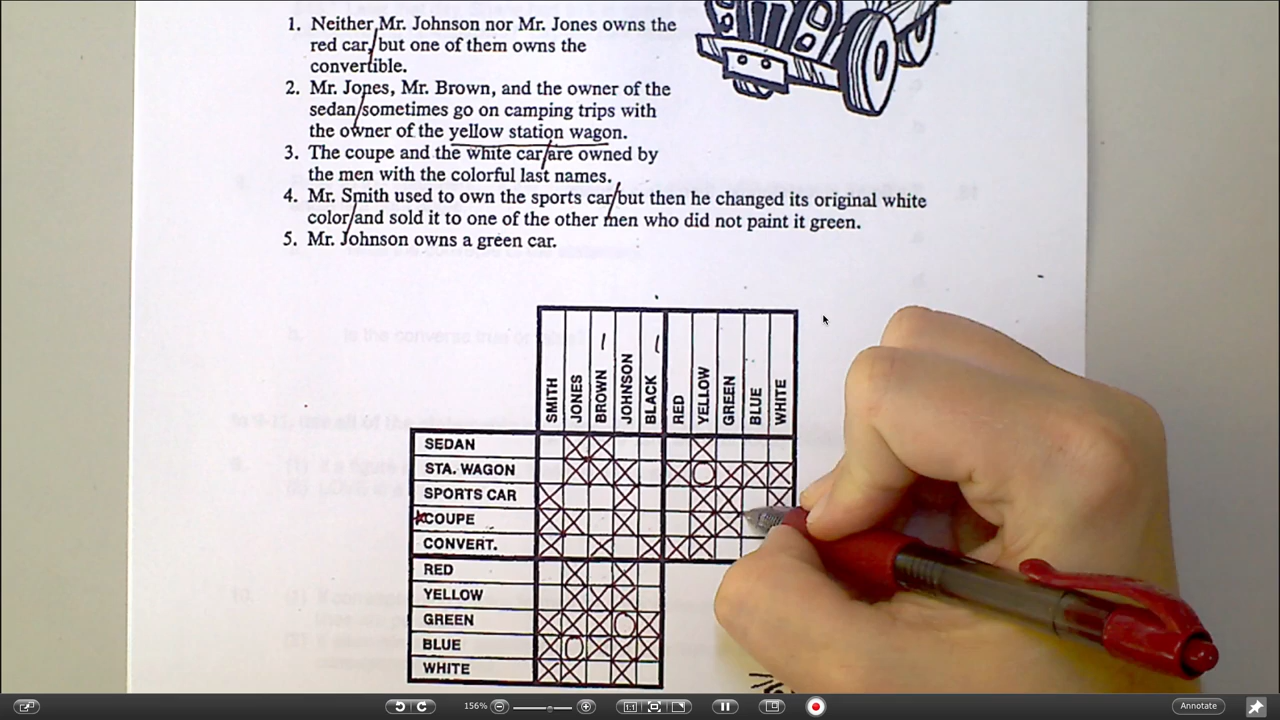 1. Neither Mr. Johnson nor Mr. Jones owns the
red car, but one of them owns the
convertible.
2. Mr. Jones, Mr. Brown, and the owner of the
sedan sometimes go on camping trips with
the owner of the yellow station wagon.
3. The coupe and the white car are owned by
the men with the colorful last names.
4. Mr. Smith used to own the sports car but then he changed its original white
color and sold it to one of the other men who did not paint it green.
5. Mr. Johnson owns a green car.
SMITH
JONES
BROWN
JOHNSON
BLACK
RED
YELLOW
GREEN
BLUE
WHITE
SEDAN
STA. WAGON
SPORTS CAR
COUPE
CONVERT.
RED
YELLOW
GREEN
BLUE
WHITE
156%
1:1
Annotate